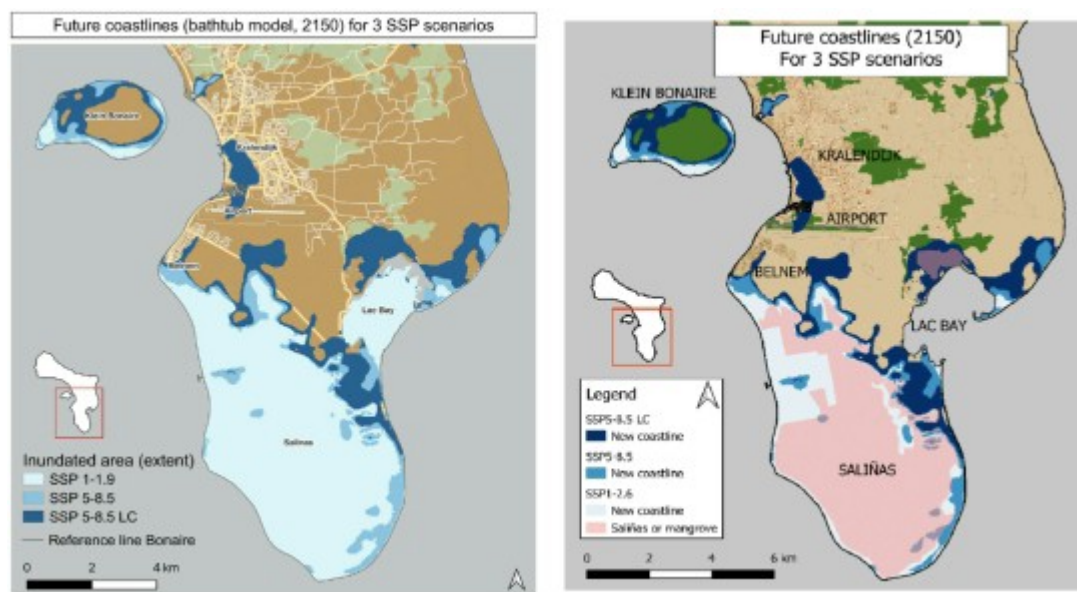 Future coastlines (bathtub model, 2150) for 3 SSP scenarios
Klein Bonaire
Kralendijk
Airport
Belnem
Lac Bay
Salinas
Inundated area (extent)
SSP 1-1.9
SSP 5-8.5
SSP 5-8.5 LC
Reference line Bonaire
0 2 4 km
Future coastlines (2150)
For 3 SSP scenarios
KLEIN BONAIRE
KRALENDIJK
AIRPORT
BELNEM
LAC BAY
SALIÑAS
Legend
SSP5-8.5 LC
New coastline
SSP5-8.5
New coastline
SSP1-2.6
New coastline
Saliñas or mangrove
0 2 4 6 km